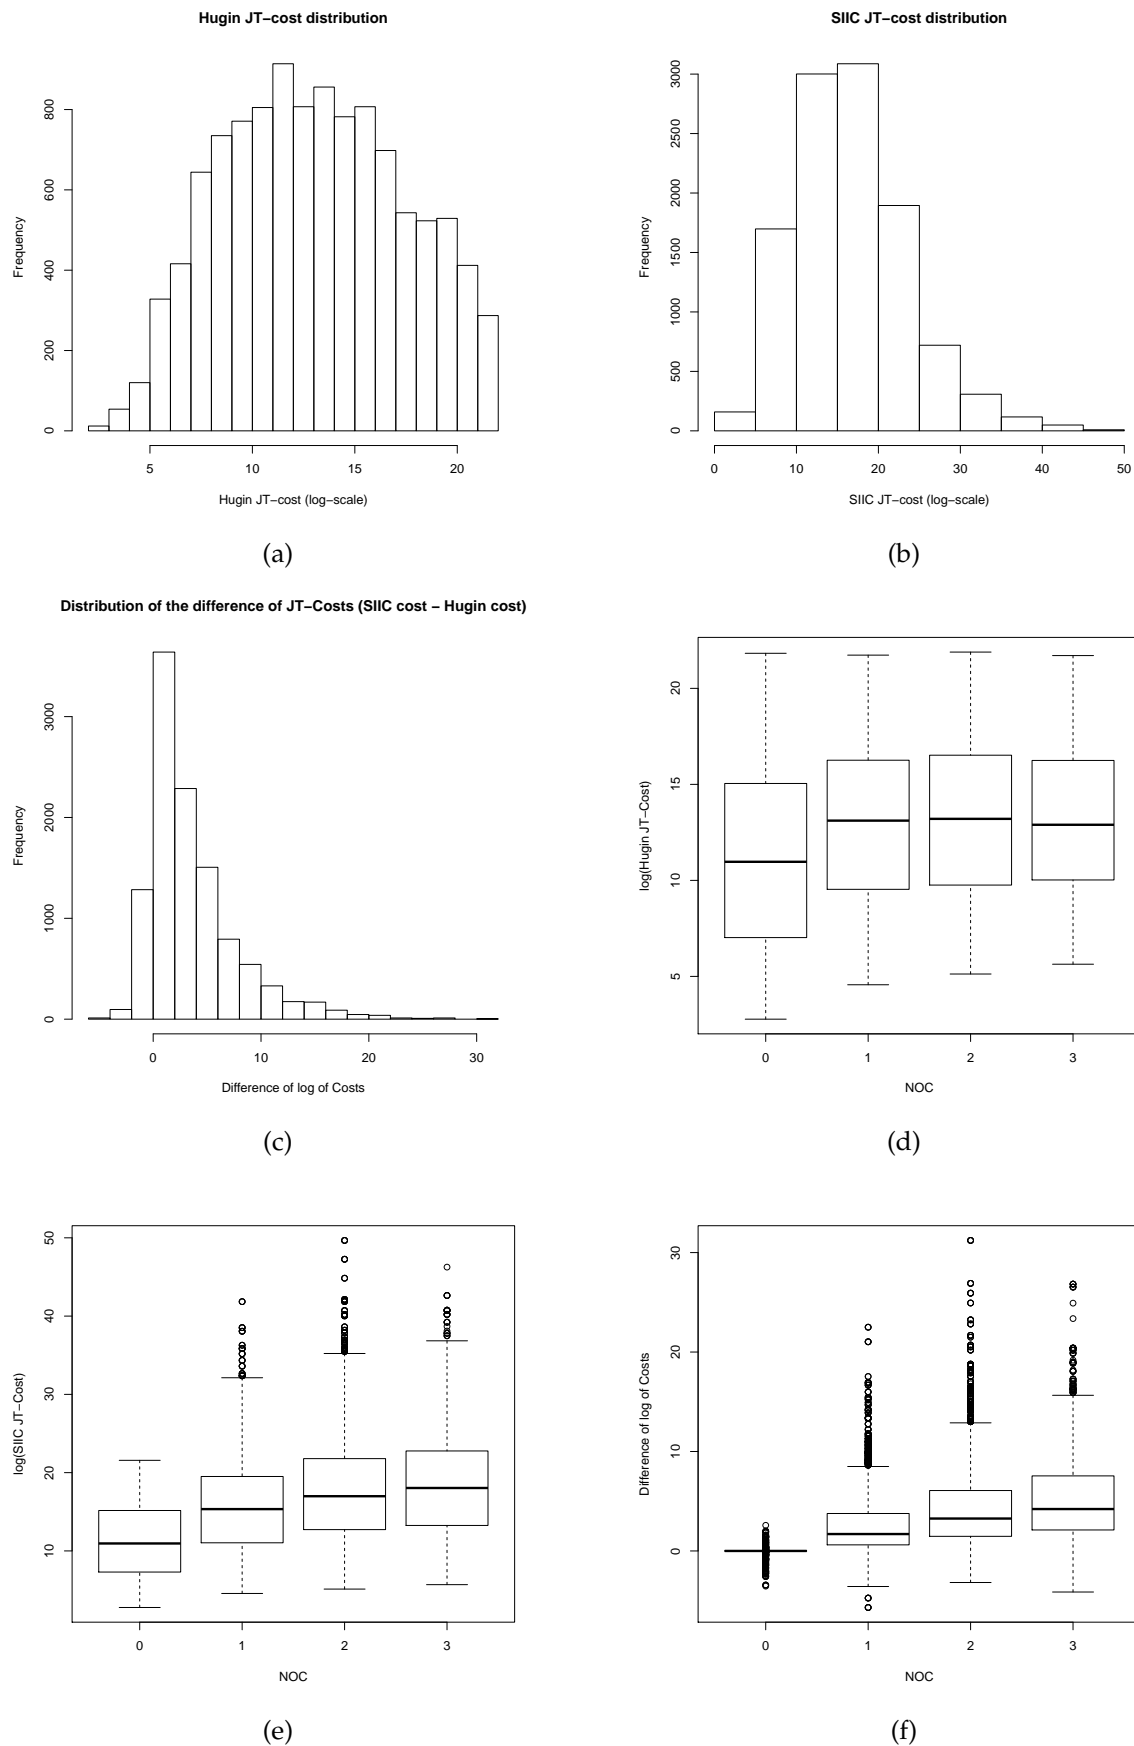 Hugin JT−cost distribution
Frequency
0 200 400 600 800
5 10 15 20
Hugin JT−cost (log−scale)
(a)
SIIC JT−cost distribution
Frequency
0 500 1000 1500 2000 2500 3000
0 10 20 30 40 50
SIIC JT−cost (log−scale)
(b)
Distribution of the difference of JT−Costs (SIIC cost − Hugin cost)
Frequency
0 1000 2000 3000
0 10 20 30
Difference of log of Costs
(c)
log(Hugin JT−Cost)
5 10 15 20
0 1 2 3
NOC
(d)
log(SIIC JT−Cost)
10 20 30 40 50
0 1 2 3
NOC
(e)
Difference of log of Costs
0 10 20 30
0 1 2 3
NOC
(f)